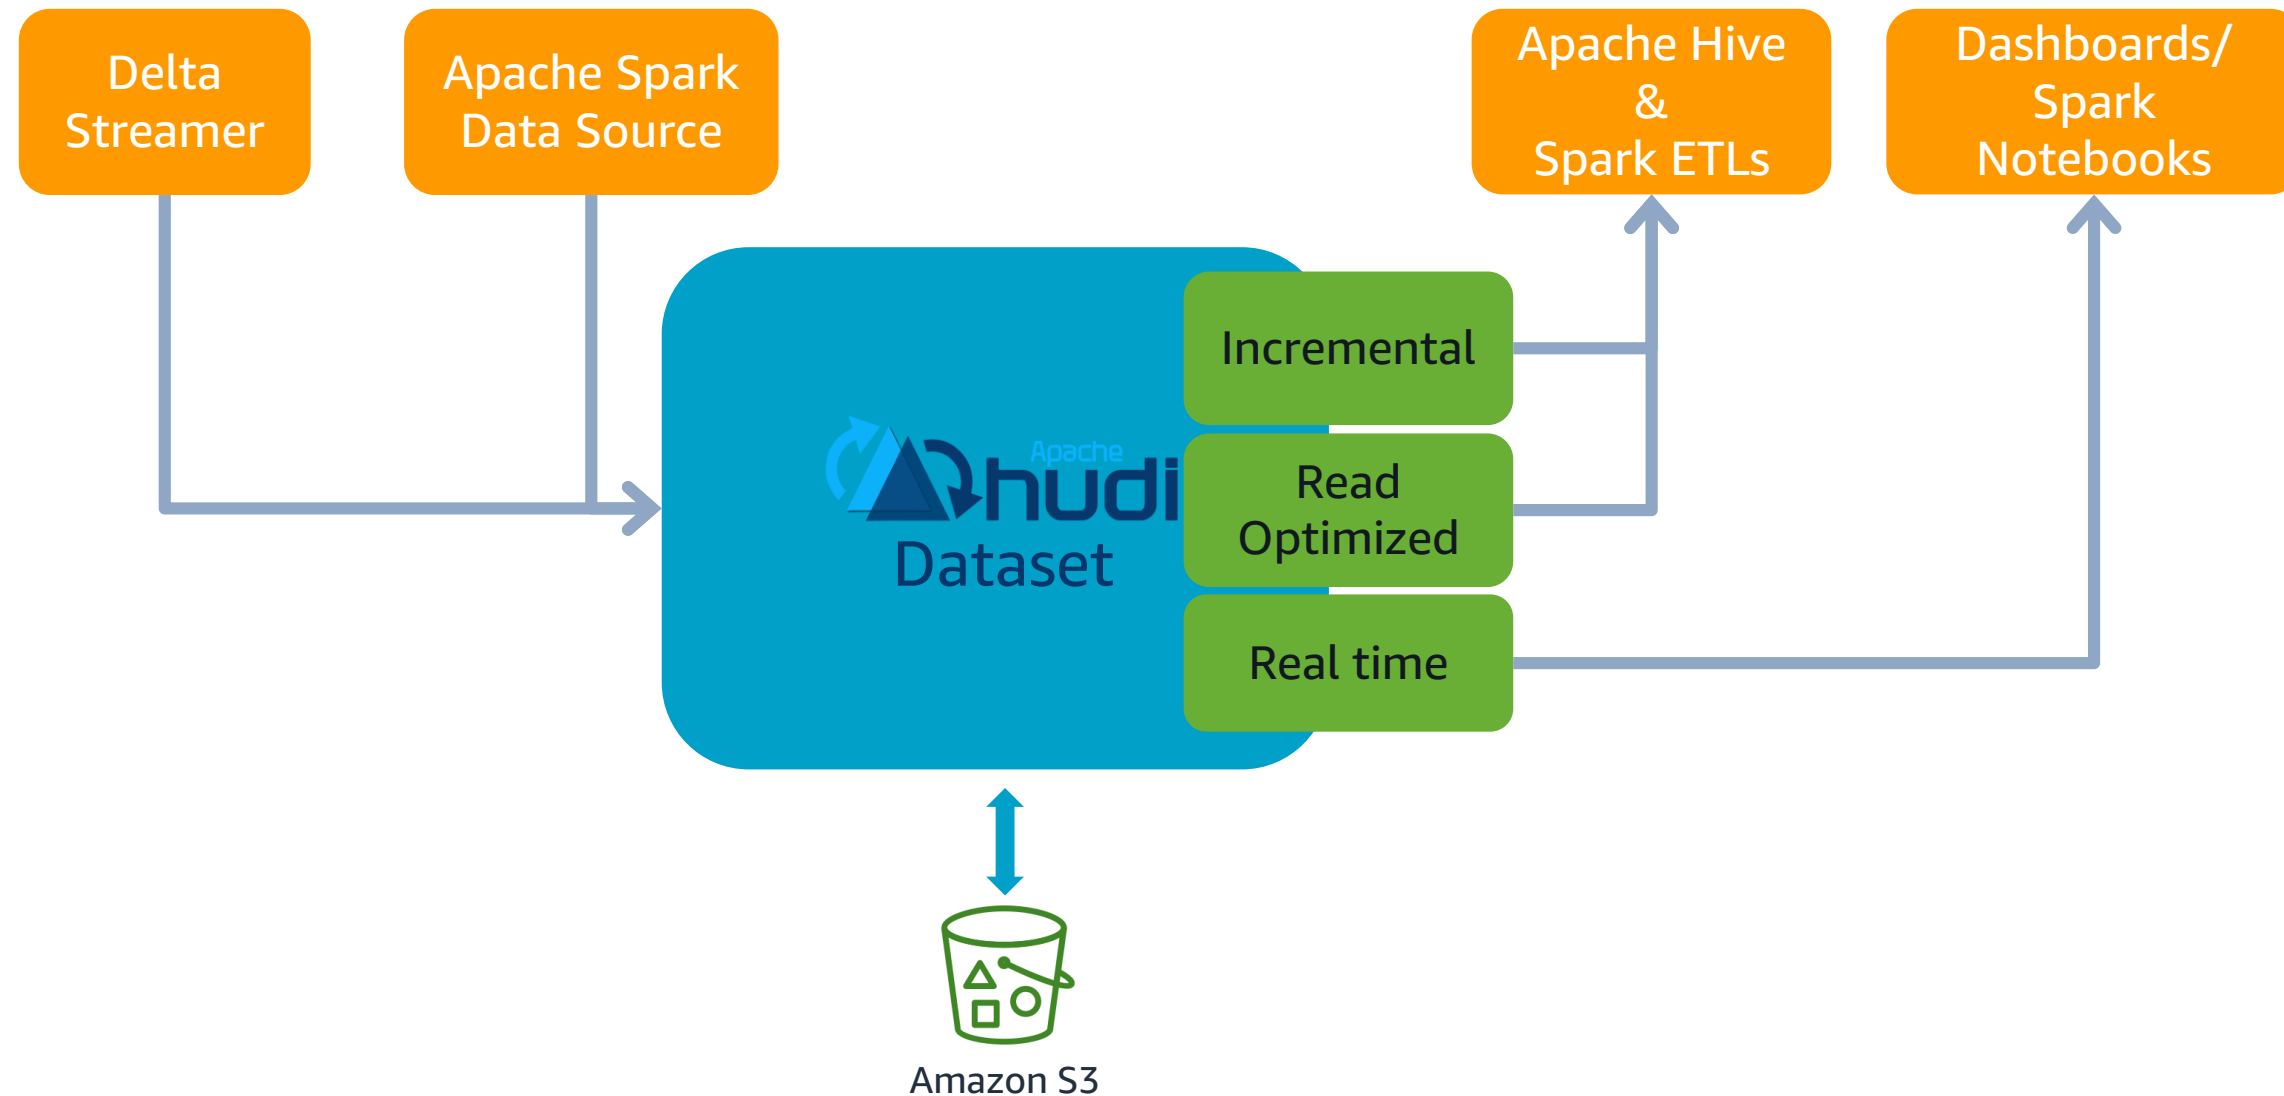 Delta
Streamer
Apache Spark
Data Source
Apache Hive
&
Spark ETLs
Dashboards/
Spark
Notebooks
Apache
hudi
Dataset
Incremental
Read
Optimized
Real time
Amazon S3